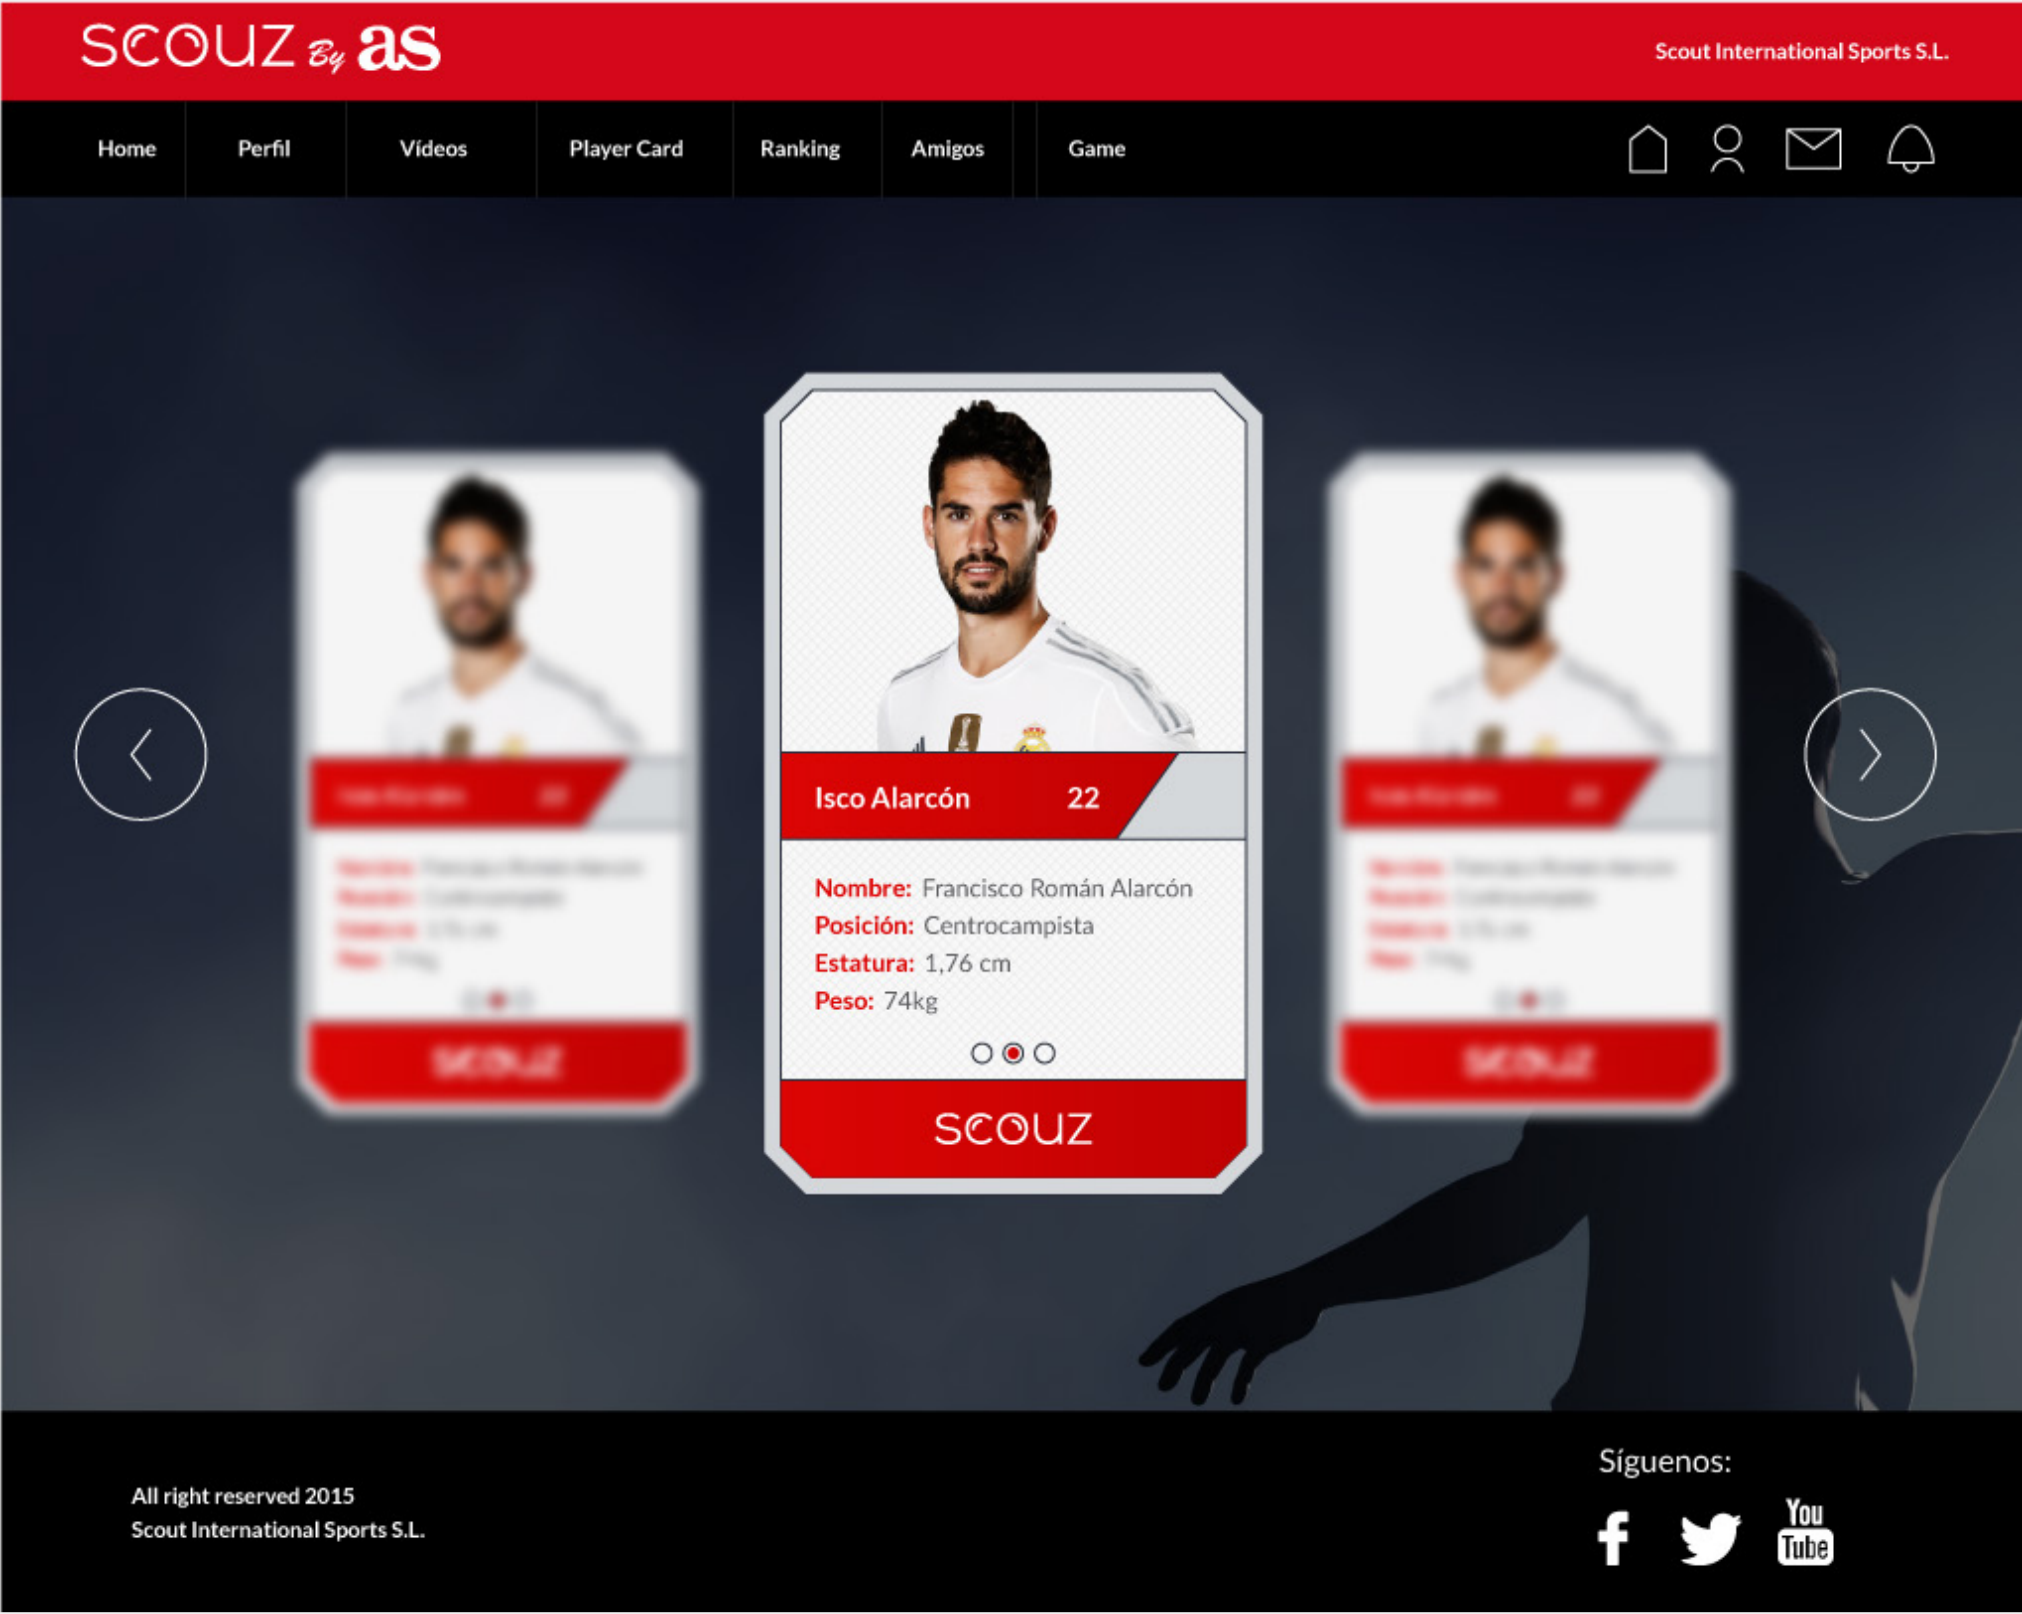 SCOUZ By as
Scout International Sports S.L.
Home Perfil Vídeos Player Card Ranking Amigos Game
Isco Alarcón 22
Nombre: Francisco Román Alarcón
Posición: Centrocampista
Estatura: 1,76 cm
Peso: 74kg
SCOUZ
SCOUZ
SCOUZ
Síguenos:
All right reserved 2015
Scout International Sports S.L.
You
Tube